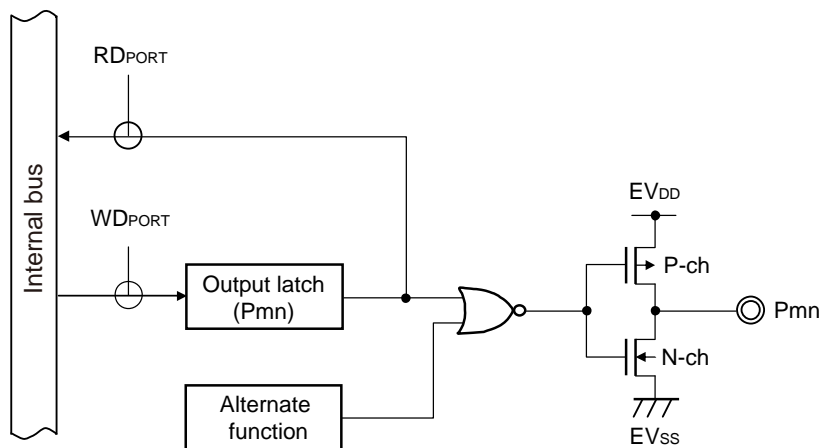 RDPORT
Internal bus
WDPORT
Output latch
(Pmn)
Alternate
function
EVDD
P-ch
Pmn
N-ch
EVSS